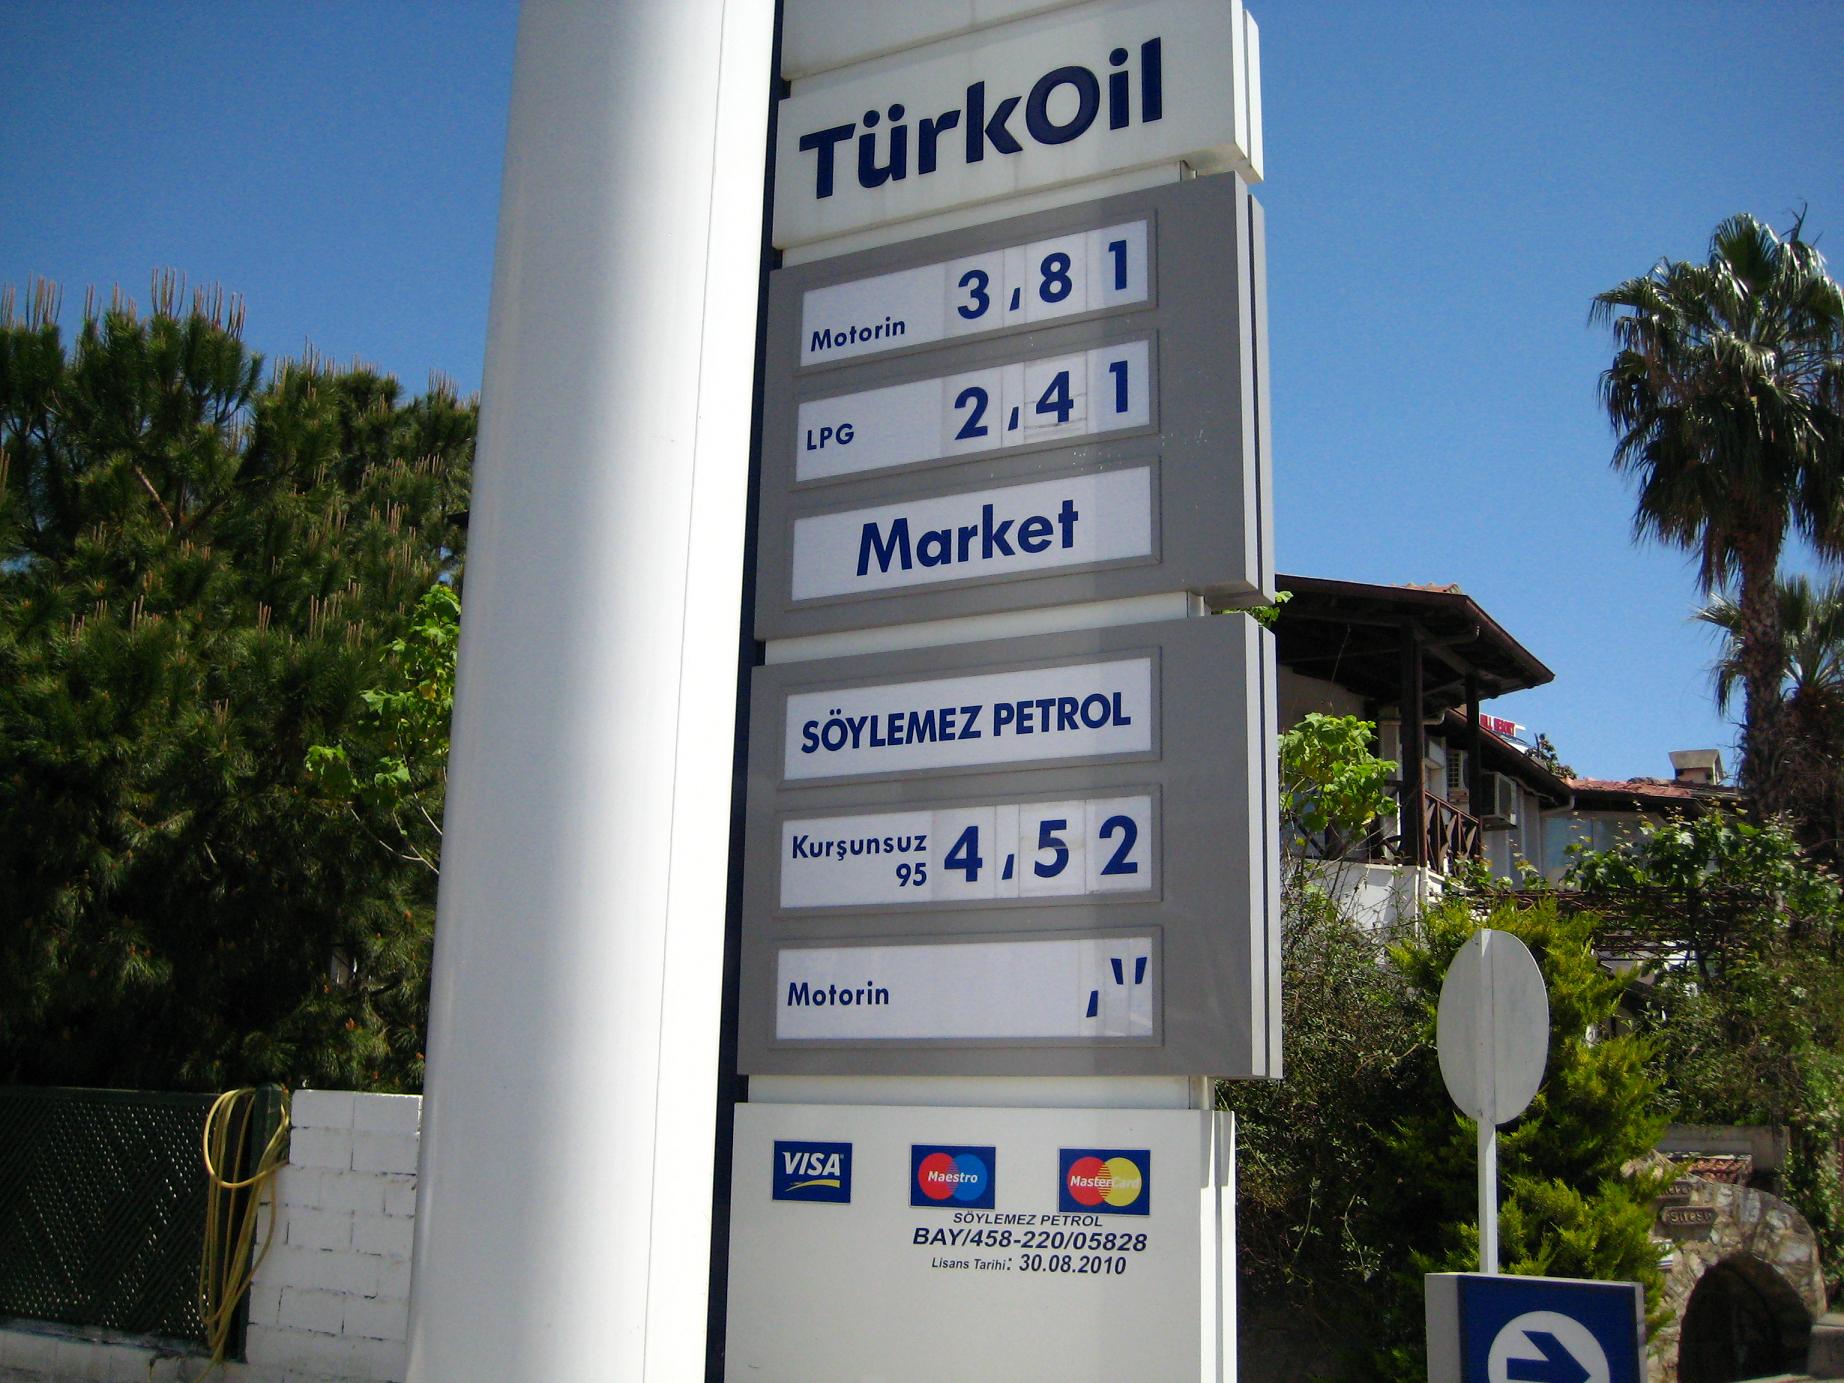 TürkOil
Motorin 3,81
LPG 2,41
Market
SÖYLEMEZ PETROL
Kurşunsuz 95 4,52
Motorin ,
VISA
Maestro
MasterCard
SÖYLEMEZ PETROL
BAY/458-220/05828
Lisans Tarihi: 30.08.2010